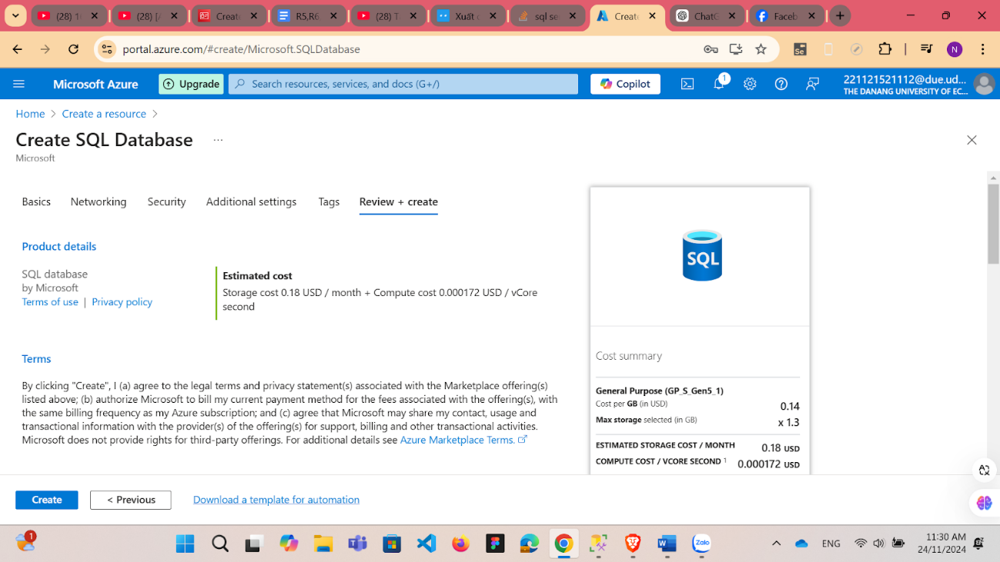 (28) 1
(28) [
Create
R5,R6,
(28) T
Xuất
sql se
Create
ChatG
Faceb
portal.azure.com/#create/Microsoft.SQLDatabase
Microsoft Azure
Upgrade
Search resources, services, and docs (G+/)
Copilot
1
221121521112@due.ud...
THE DANANG UNIVERSITY OF EC...
Home > Create a resource >
Create SQL Database ...
Microsoft
Basics Networking Security Additional settings Tags Review + create
Product details
SQL database
by Microsoft
Terms of use | Privacy policy
Estimated cost
Storage cost 0.18 USD / month + Compute cost 0.000172 USD / vCore
second
Terms
By clicking "Create", I (a) agree to the legal terms and privacy statement(s) associated with the Marketplace offering(s)
listed above; (b) authorize Microsoft to bill my current payment method for the fees associated with the offering(s), with
the same billing frequency as my Azure subscription; and (c) agree that Microsoft may share my contact, usage and
transactional information with the provider(s) of the offering(s) for support, billing and other transactional activities.
Microsoft does not provide rights for third-party offerings. For additional details see Azure Marketplace Terms.
SQL
Cost summary
General Purpose (GP_S_Gen5_1)
Cost per GB (in USD) 0.14
Max storage selected (in GB) x 1.3
ESTIMATED STORAGE COST / MONTH 0.18 USD
COMPUTE COST / VCORE SECOND 1 0.000172 USD
Create
< Previous
Download a template for automation
1
Zalo
ENG
11:30 AM
24/11/2024